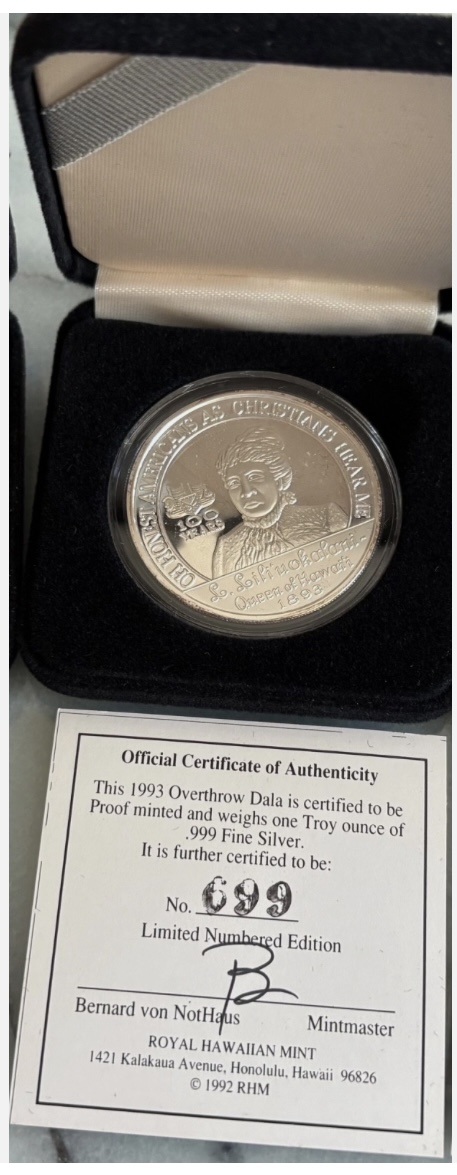 OH HONEST AMERICANS AS CHRISTIANS HEAR ME
100
YEARS
L. Lili'uokalani-
Queen of Hawaii
1893
Official Certificate of Authenticity
This 1993 Overthrow Dala is certified to be
Proof minted and weighs one Troy ounce of
.999 Fine Silver.
It is further certified to be:
No. 699
Limited Numbered Edition
B
Bernard von NotHaus Mintmaster
ROYAL HAWAIIAN MINT
1421 Kalakaua Avenue, Honolulu, Hawaii 96826
© 1992 RHM